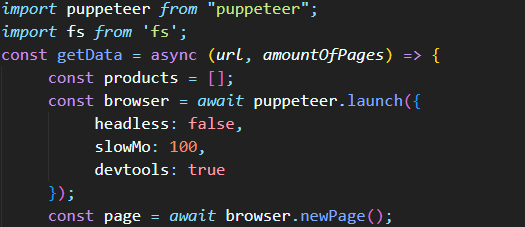 import puppeteer from "puppeteer";
import fs from 'fs';
const getData = async (url, amountOfPages) => {
    const products = [];
    const browser = await puppeteer.launch({
        headless: false,
        slowMo: 100,
        devtools: true
    });
    const page = await browser.newPage();